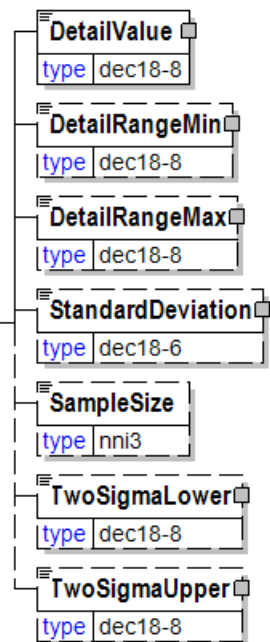 DetailValue
type dec18-8
DetailRangeMin
type dec18-8
DetailRangeMax
type dec18-8
StandardDeviation
type dec18-6
SampleSize
type nni3
TwoSigmaLower
type dec18-8
TwoSigmaUpper
type dec18-8